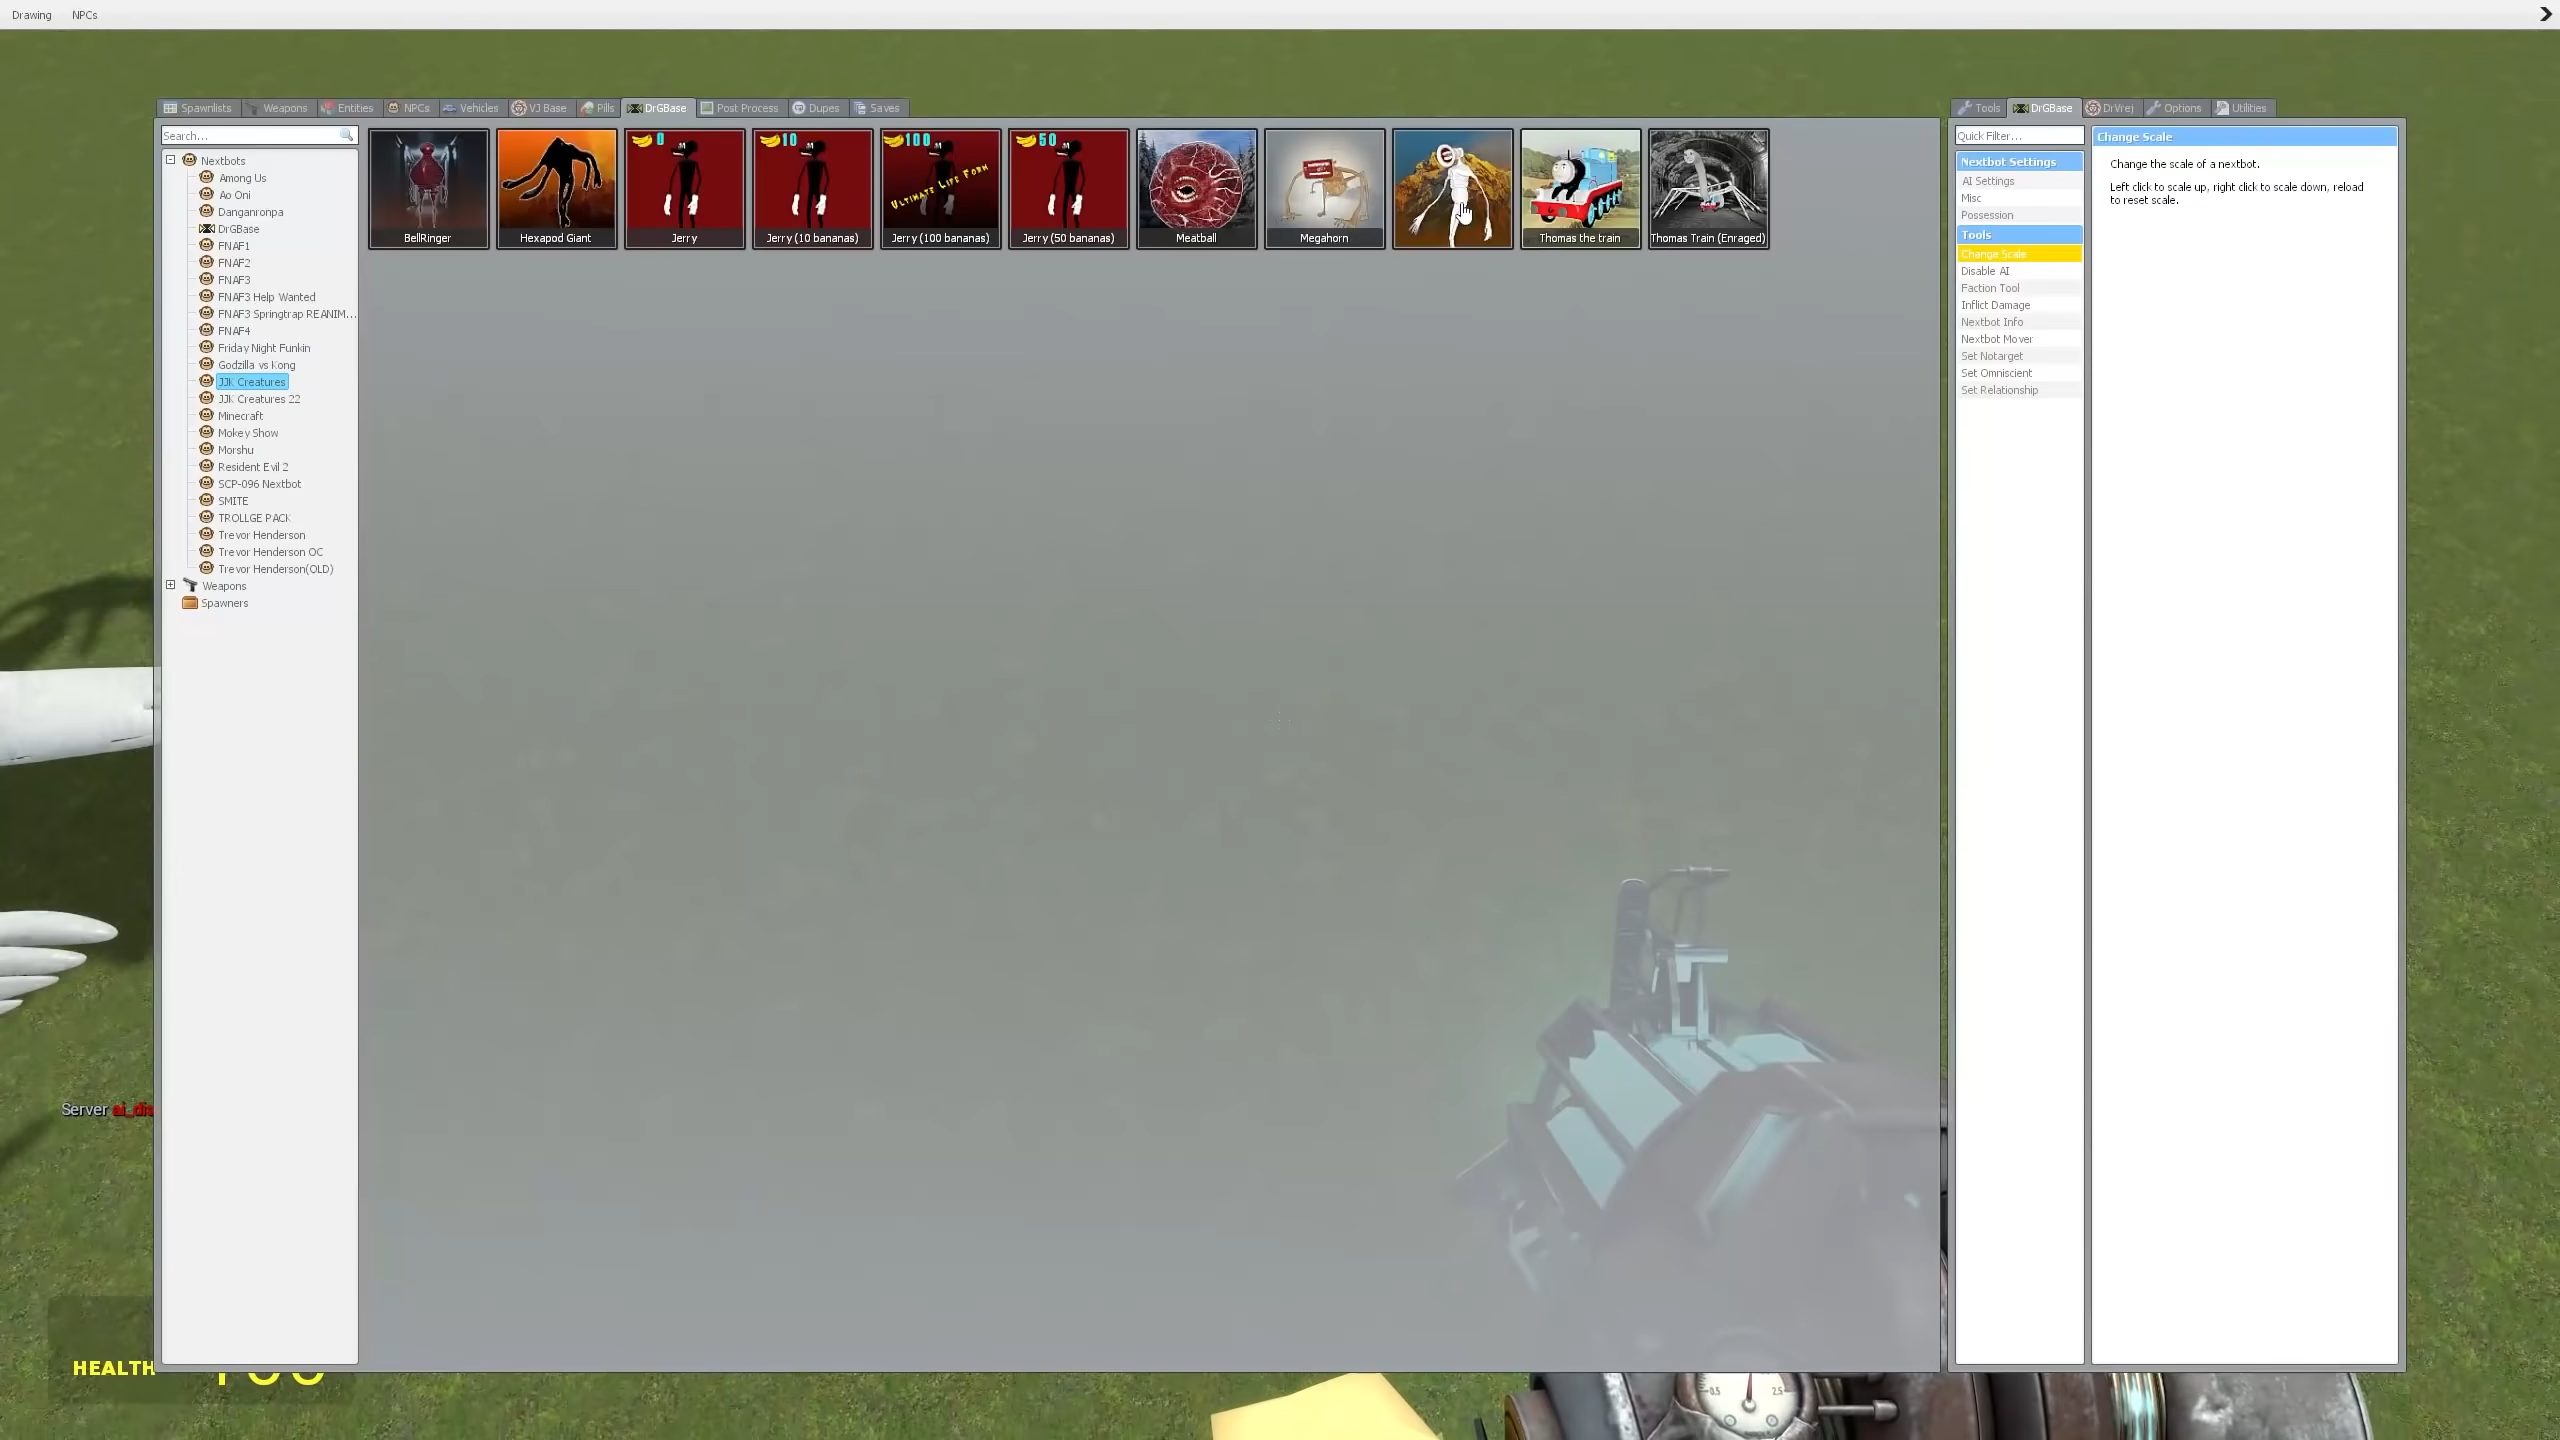 Drawing NPCs
Spawnlists Weapons Entities NPCs Vehicles VJ Base Pills DrGBase Post Process Dupes Saves
Search...
Nextbots
Among Us
Ao Oni
Danganronpa
DrGBase
FNAF1
FNAF2
FNAF3
FNAF3 Help Wanted
FNAF3 Springtrap REANIM...
FNAF4
Friday Night Funkin
Godzilla vs Kong
JJK Creatures
JJK Creatures 22
Minecraft
Mokey Show
Morshu
Resident Evil 2
SCP-096 Nextbot
SMITE
TROLLGE PACK
Trevor Henderson
Trevor Henderson OC
Trevor Henderson(OLD)
Weapons
Spawners
0 10 100 50
ULTIMATE LIFE FORM
BellRinger Hexapod Giant Jerry Jerry (10 bananas) Jerry (100 bananas) Jerry (50 bananas) Meatball Megahorn Thomas the train Thomas Train (Enraged)
Tools DrGBase DrVrej Options Utilities
Quick Filter...
Nextbot Settings
AI Settings
Misc
Possession
Tools
Change Scale
Disable AI
Faction Tool
Inflict Damage
Nextbot Info
Nextbot Mover
Set Notarget
Set Omniscient
Set Relationship
Change Scale
Change the scale of a nextbot.
Left click to scale up, right click to scale down, reload
to reset scale.
Server ai_dis
HEALTH 100
0.5 2.5